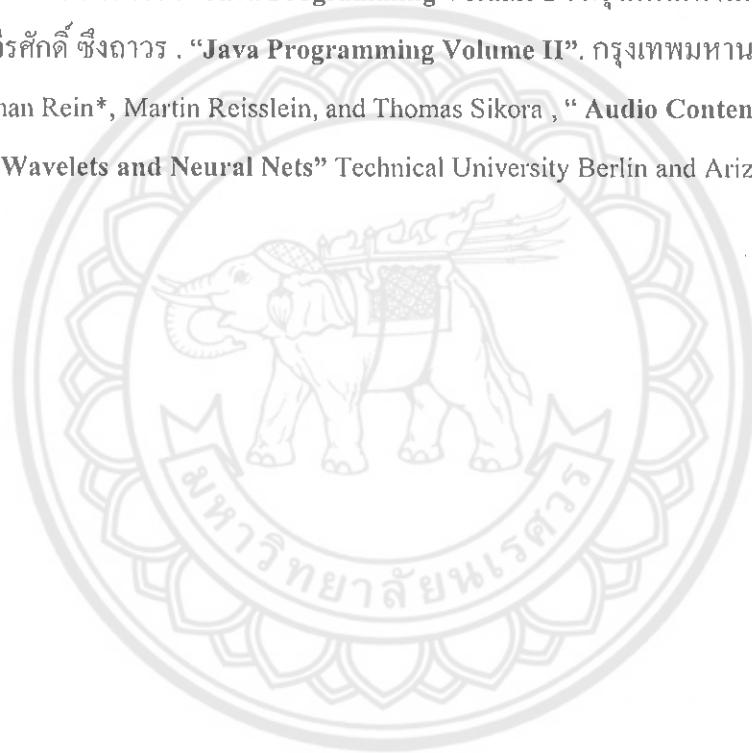 รศักดิ์ ซึ่งถาวร . “Java Programming Volume II”. กรุงเทพมหาน
han Rein*, Martin Reisslein, and Thomas Sikora , “ Audio Conten
Wavelets and Neural Nets” Technical University Berlin and Ariz
มหาวิทยาลัยนเรศวร